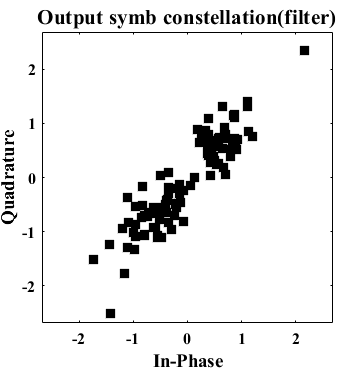 Output symb constellation(filter)
2
1
0
-1
-2
Quadrature
-2 -1 0 1 2
In-Phase